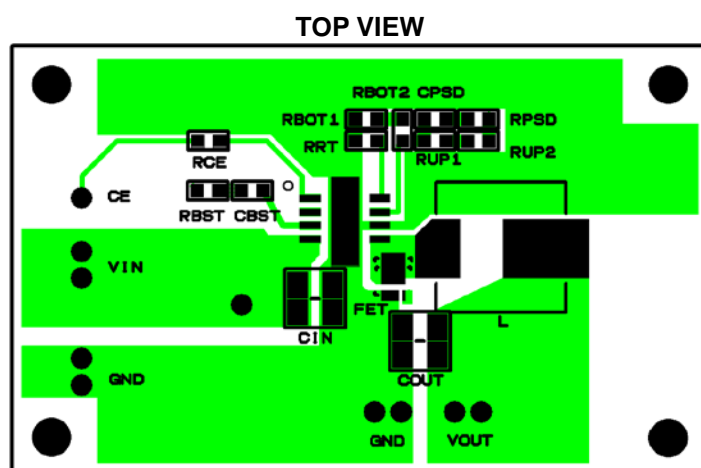 TOP VIEW
RBOT2 CPSD
RBOT1
RPSD
RRT
RCE
RUP1
RUP2
CE
RBST CBST
VIN
FET
L
CIN
GND
COUT
GND
VOUT